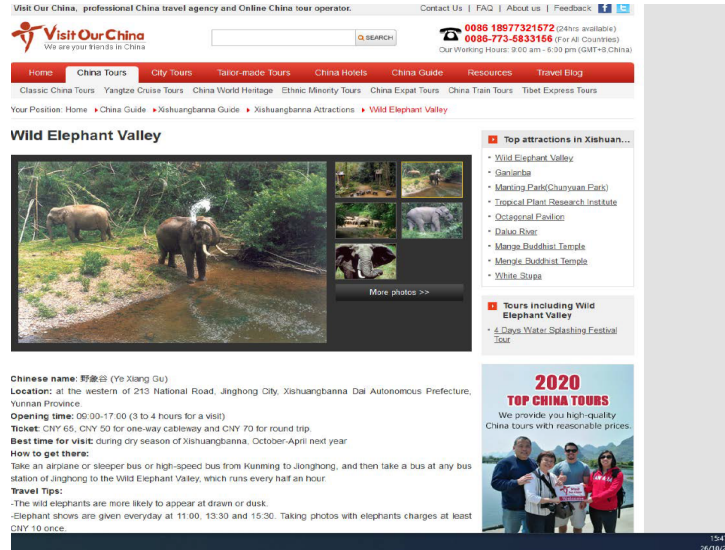 Visit Our China, professional China travel agency and Online China tour operator.
Contact Us | FAQ | About us | Feedback
Visit Our China
We are your friends in China
SEARCH
0086 18977321572 (24hrs available)
0086-773-5833156 (For All Countries)
Our Working Hours: 9:00 am - 6:00 pm (GMT+8,China)
Home China Tours City Tours Tailor-made Tours China Hotels China Guide Resources Travel Blog
Classic China Tours Yangtze Cruise Tours China World Heritage Ethnic Minority Tours China Expat Tours China Train Tours Tibet Express Tours
Your Position: Home China Guide Xishuangbanna Guide Xishuangbanna Attractions Wild Elephant Valley
Wild Elephant Valley
More photos >>
Chinese name: 野象谷 (Ye Xiang Gu)
Location: at the western of 213 National Road, Jinghong City, Xishuangbanna Dai Autonomous Prefecture,
Yunnan Province.
Opening time: 09:00-17:00 (3 to 4 hours for a visit)
Ticket: CNY 65, CNY 50 for one-way cableway and CNY 70 for round trip.
Best time for visit: during dry season of Xishuangbanna, October-April next year
How to get there:
Take an airplane or sleeper bus or high-speed bus from Kunming to Jionghong, and then take a bus at any bus
station of Jinghong to the Wild Elephant Valley, which runs every half an hour.
Travel Tips:
-The wild elephants are more likely to appear at drawn or dusk.
-Elephant shows are given everyday at 11:00, 13:30 and 15:30. Taking photos with elephants charges at least
CNY 10 once.
Top attractions in Xishuan...
Wild Elephant Valley
Ganlanba
Manting Park(Chunyuan Park)
Tropical Plant Research Institute
Octagonal Pavilion
Daluo River
Mange Buddhist Temple
Mengle Buddhist Temple
White Stupa
Tours including Wild
Elephant Valley
4 Days Water Splashing Festival
Tour
2020
TOP CHINA TOURS
We provide you high-quality
China tours with reasonable prices.